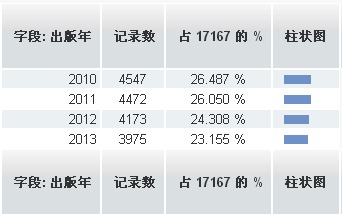 字段: 出版年 记录数 占 17167 的 % 柱状图
2010 4547 26.487 %
2011 4472 26.050 %
2012 4173 24.308 %
2013 3975 23.155 %
字段: 出版年 记录数 占 17167 的 % 柱状图